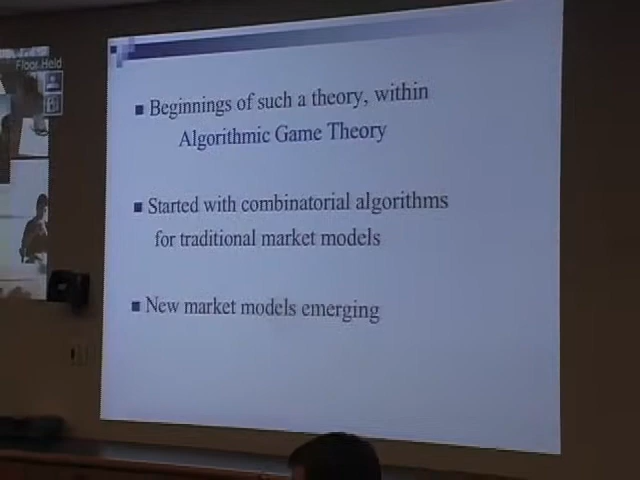 Floor Held
■ Beginnings of such a theory, within
Algorithmic Game Theory
■ Started with combinatorial algorithms
for traditional market models
■ New market models emerging